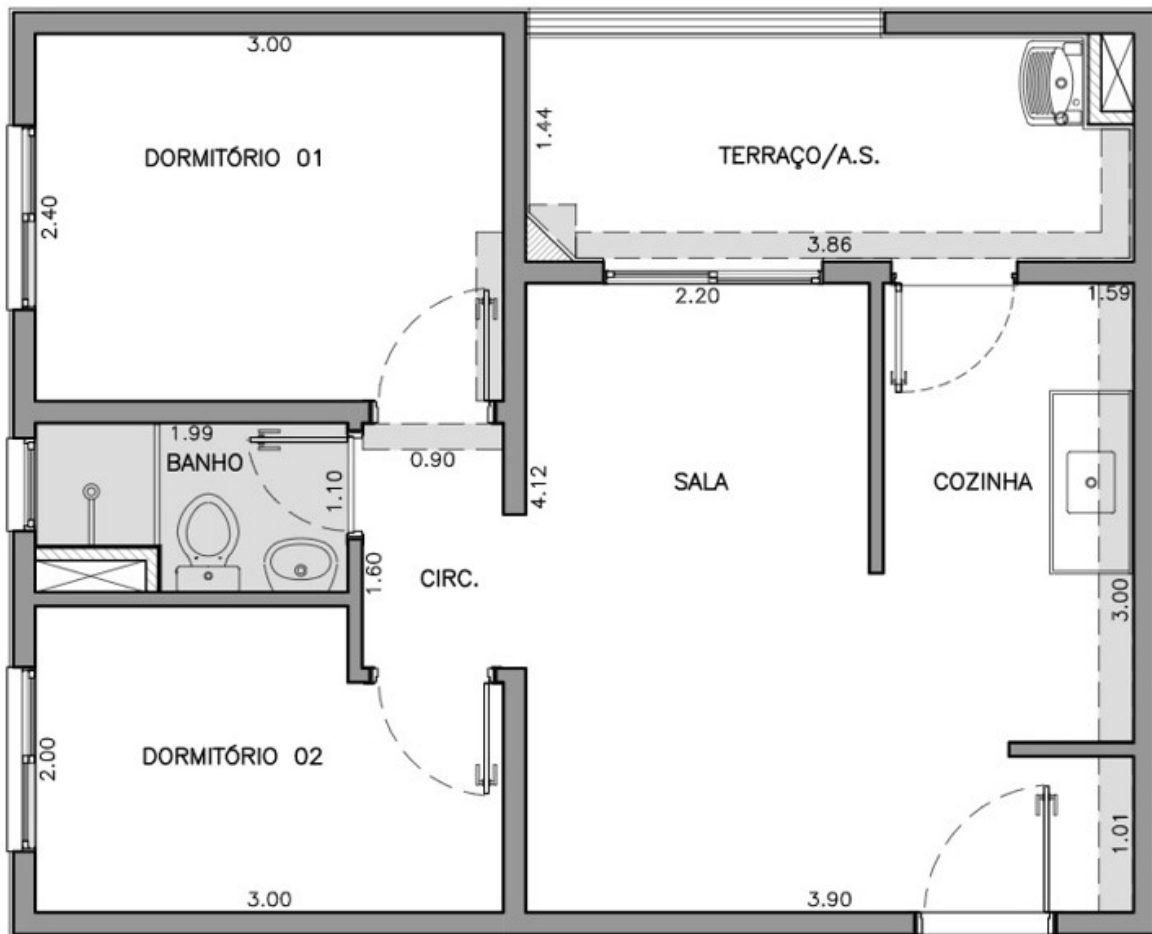 3.00
DORMITÓRIO 01
2.40
1.44
TERRAÇO/A.S.
3.86
2.20
1.59
1.99
BANHO
1.10
0.90
4.12
SALA
COZINHA
1.60
CIRC.
3.00
2.00
DORMITÓRIO 02
1.01
3.00
3.90